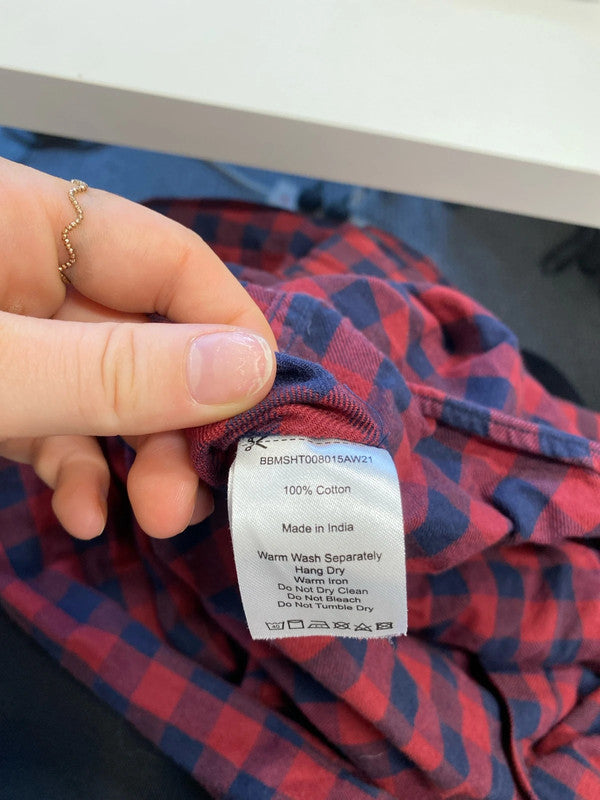 BBMSHT008015AW21
100% Cotton
Made in India
Warm Wash Separately
Hang Dry
Warm Iron
Do Not Dry Clean
Do Not Bleach
Do Not Tumble Dry